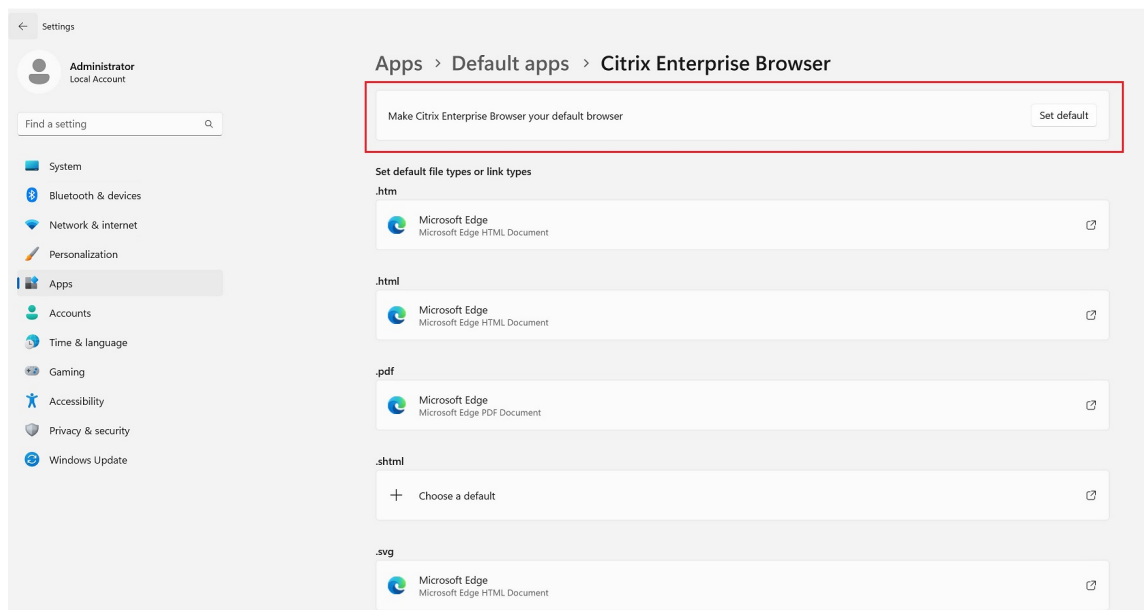 Settings
Administrator
Local Account
Find a setting
System
Bluetooth & devices
Network & internet
Personalization
Apps
Accounts
Time & language
Gaming
Accessibility
Privacy & security
Windows Update
Apps > Default apps > Citrix Enterprise Browser
Make Citrix Enterprise Browser your default browser
Set default
Set default file types or link types
.htm
Microsoft Edge
Microsoft Edge HTML Document
.html
Microsoft Edge
Microsoft Edge HTML Document
.pdf
Microsoft Edge
Microsoft Edge PDF Document
.shtml
Choose a default
.svg
Microsoft Edge
Microsoft Edge HTML Document